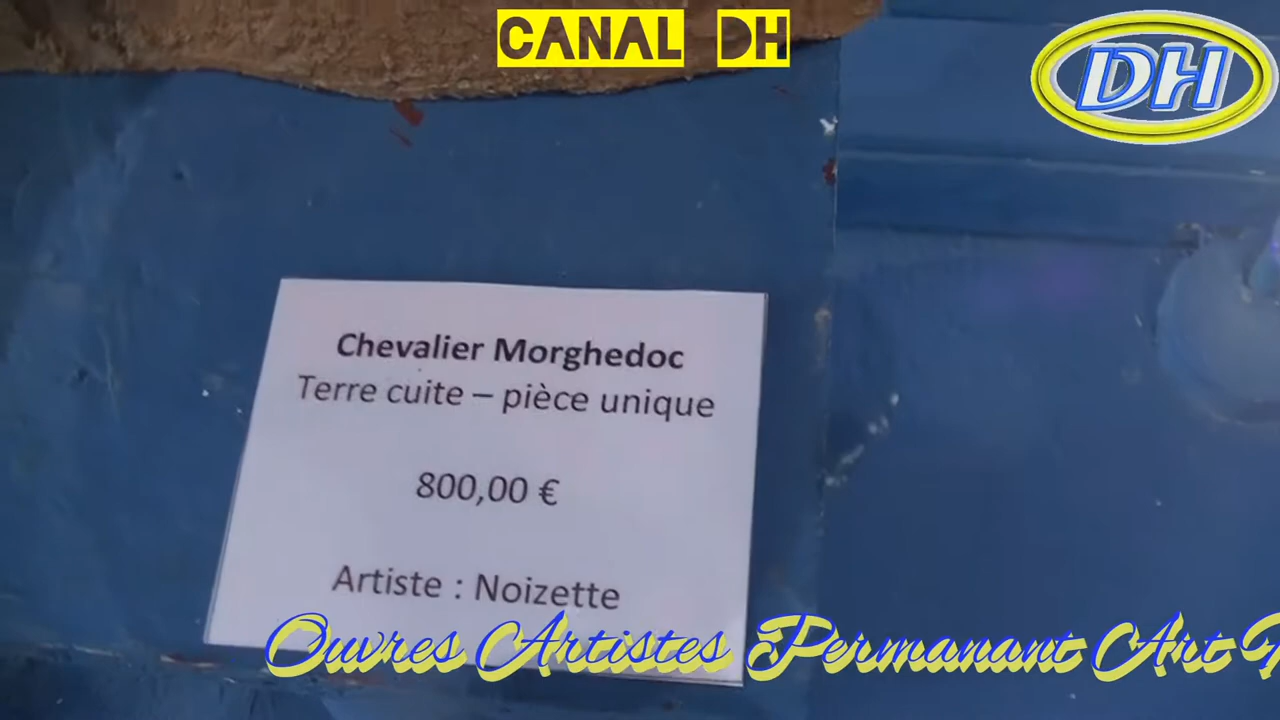 CANAL DH
DH
Chevalier Morghedoc
Terre cuite – pièce unique
800,00 €
Artiste : Noizette
Ouvres Artistes Permanant Art